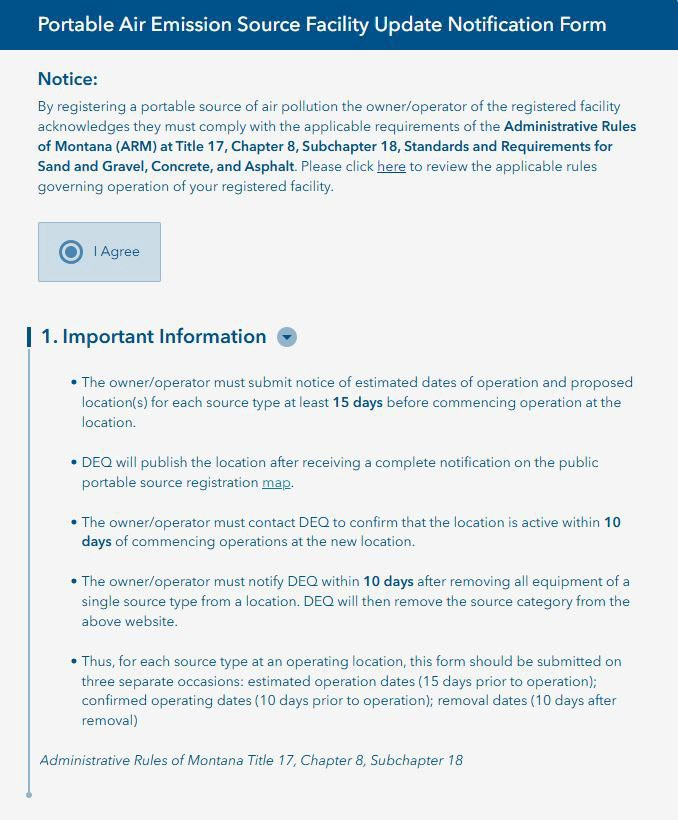 Portable Air Emission Source Facility Update Notification Form
Notice:
By registering a portable source of air pollution the owner/operator of the registered facility
acknowledges they must comply with the applicable requirements of the Administrative Rules
of Montana (ARM) at Title 17, Chapter 8, Subchapter 18, Standards and Requirements for
Sand and Gravel, Concrete, and Asphalt. Please click here to review the applicable rules
governing operation of your registered facility.
I Agree
1. Important Information
• The owner/operator must submit notice of estimated dates of operation and proposed
location(s) for each source type at least 15 days before commencing operation at the
location.
• DEQ will publish the location after receiving a complete notification on the public
portable source registration map.
• The owner/operator must contact DEQ to confirm that the location is active within 10
days of commencing operations at the new location.
• The owner/operator must notify DEQ within 10 days after removing all equipment of a
single source type from a location. DEQ will then remove the source category from the
above website.
• Thus, for each source type at an operating location, this form should be submitted on
three separate occasions: estimated operation dates (15 days prior to operation);
confirmed operating dates (10 days prior to operation); removal dates (10 days after
removal)
Administrative Rules of Montana Title 17, Chapter 8, Subchapter 18